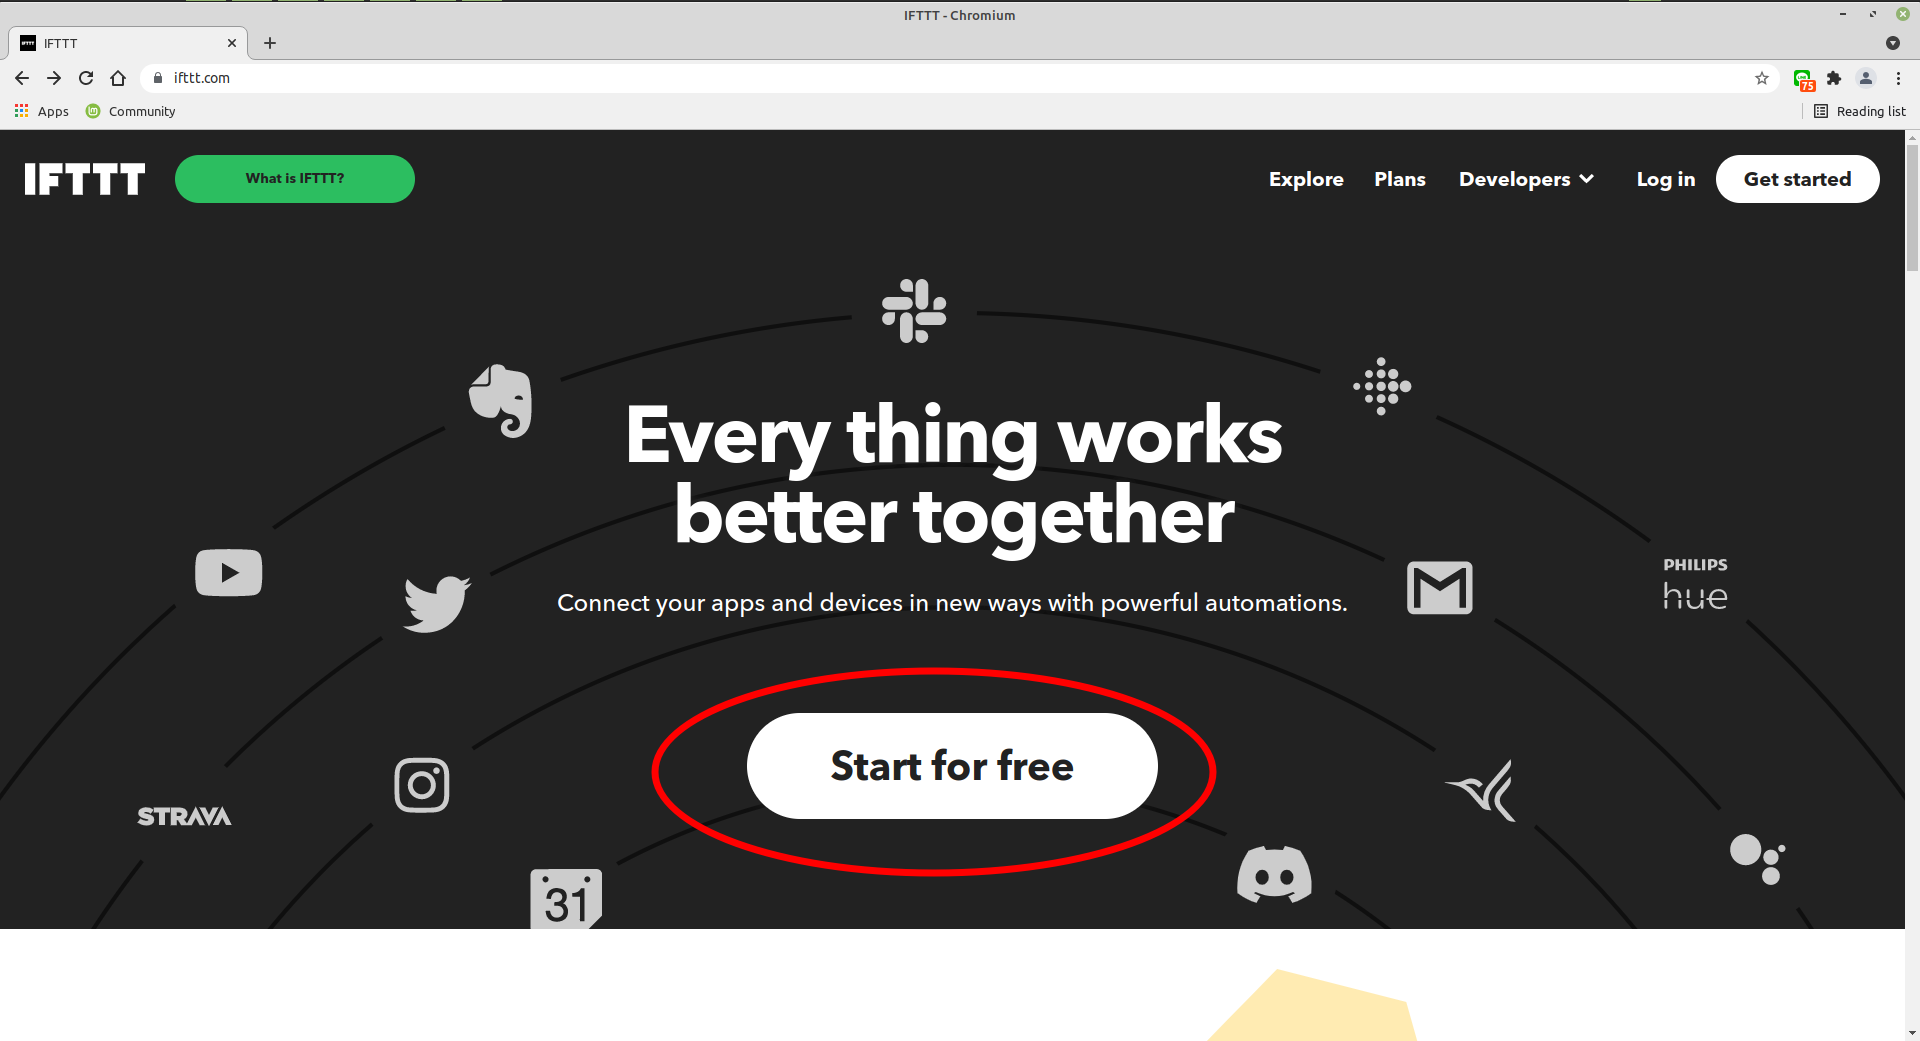 IFTTT - Chromium
IFTTT
ifttt.com
75
Apps
Community
Reading list
IFTTT
What is IFTTT?
Explore
Plans
Developers
Log in
Get started
Every thing works
better together
Connect your apps and devices in new ways with powerful automations.
PHILIPS
hue
Start for free
STRAVA
31